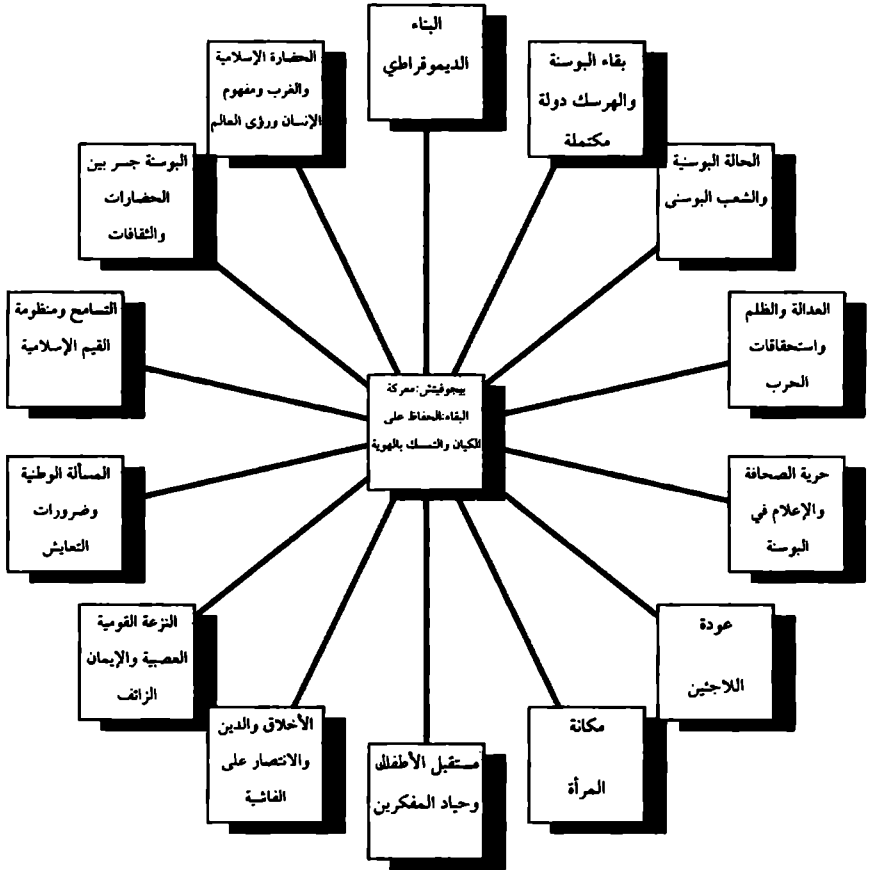 البناء
الديموقراطي
بقاء البوسنة
والهرسك دولة
مكتملة
الحالة البوسنية
والشعب البوسنى
العدالة والظلم
واستحقاقات
الحرب
حرية الصحافة
والإعلام في
البوسنة
عودة
اللاجئين
مكانة
المرأة
مستقبل الأطفال
وحياد المفكرين
الأخلاق والدين
والانتصار على
الفاشية
النزعة القومية
العصبية والإيمان
الزائف
المسألة الوطنية
وضرورات
التعايش
التسامح ومنظومة
القيم الإسلامية
البوسنة جسر بين
الحضارات
والثقافات
الحضارة الإسلامية
والغرب ومفهوم
الإنسان ورؤى العالم
بيجوفيتش:معركة
البقاء:الحفاظ على
الكيان والتمسك بالهوية